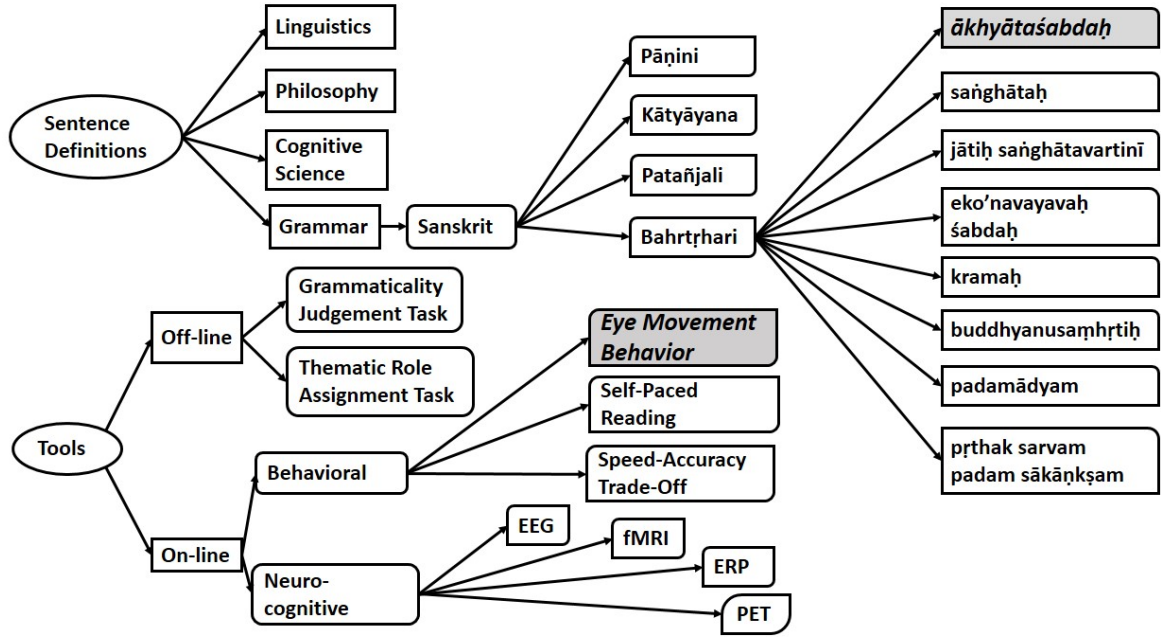 Sentence
Definitions
Linguistics
Philosophy
Cognitive
Science
Grammar
Sanskrit
Pāṇini
Kātyāyana
Patañjali
Bahrtṛhari
ākhyātaśabdaḥ
saṅghātaḥ
jātiḥ saṅghātavartinī
eko’navayavaḥ
śabdaḥ
kramaḥ
buddhyanusaṃhṛtiḥ
padamādyam
pṛthak sarvam
padam sākāṇkṣam
Tools
Off-line
Grammaticality
Judgement Task
Thematic Role
Assignment Task
On-line
Behavioral
Eye Movement
Behavior
Self-Paced
Reading
Speed-Accuracy
Trade-Off
Neuro-
cognitive
EEG
fMRI
ERP
PET